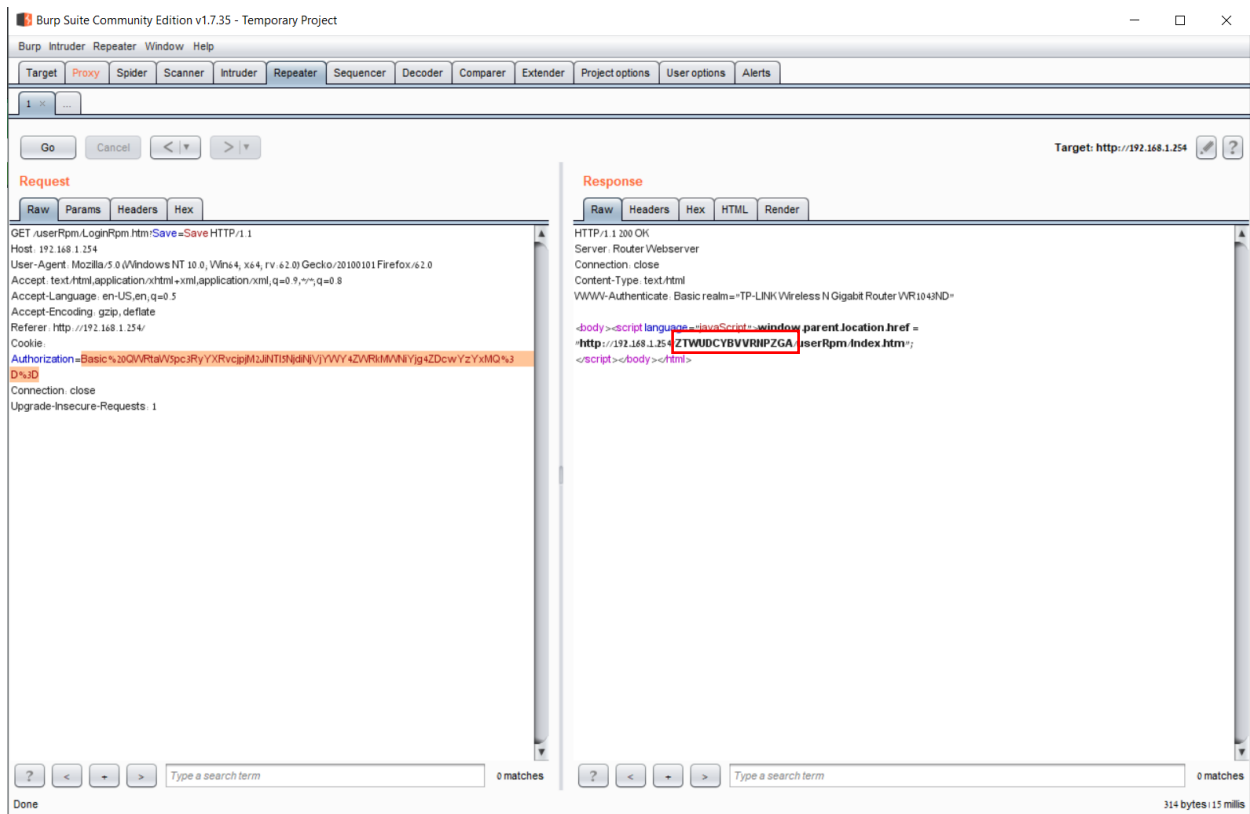 Burp Suite Community Edition v1.7.35 - Temporary Project
Burp Intruder Repeater Window Help
Target Proxy Spider Scanner Intruder Repeater Sequencer Decoder Comparer Extender Project options User options Alerts
1 × ...
Go Cancel < | ▼ > | ▼ Target: http://192.168.1.254 ?
Request
Raw Params Headers Hex
GET /userRpm/LoginRpm.htm?Save=Save HTTP/1.1
Host: 192.168.1.254
User-Agent: Mozilla/5.0 (Windows NT 10.0; Win64; x64; rv:62.0) Gecko/20100101 Firefox/62.0
Accept: text/html,application/xhtml+xml,application/xml;q=0.9,*/*;q=0.8
Accept-Language: en-US,en;q=0.5
Accept-Encoding: gzip, deflate
Referer: http://192.168.1.254/
Cookie:
Authorization=
D%3D
Connection: close
Upgrade-Insecure-Requests: 1
? < + > Type a search term 0 matches
Response
Raw Headers Hex HTML Render
HTTP/1.1 200 OK
Server: Router Webserver
Connection: close
Content-Type: text/html
WWW-Authenticate: Basic realm="TP-LINK Wireless N Gigabit Router WR1043ND"
<body><script language="javaScript">window.parent.location.href =
"http://192.168.1.254/ZTWUDCYBVVRNPZGA/userRpm/Index.htm";
</script></body></html>
? < + > Type a search term 0 matches
Done 314 bytes | 15 millis